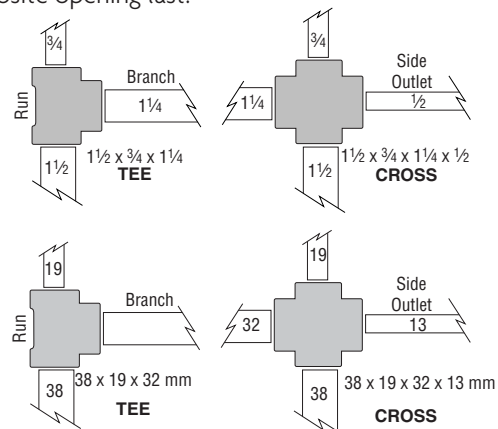 osite opening last.
¾
Branch
Run
1¼
1½
1½ x ¾ x 1¼
TEE
¾
Side
Outlet
1¼
½
1½
1½ x ¾ x 1¼ x ½
CROSS
19
Branch
Run
38
38 x 19 x 32 mm
TEE
19
Side
Outlet
32
13
38
38 x 19 x 32 x 13 mm
CROSS